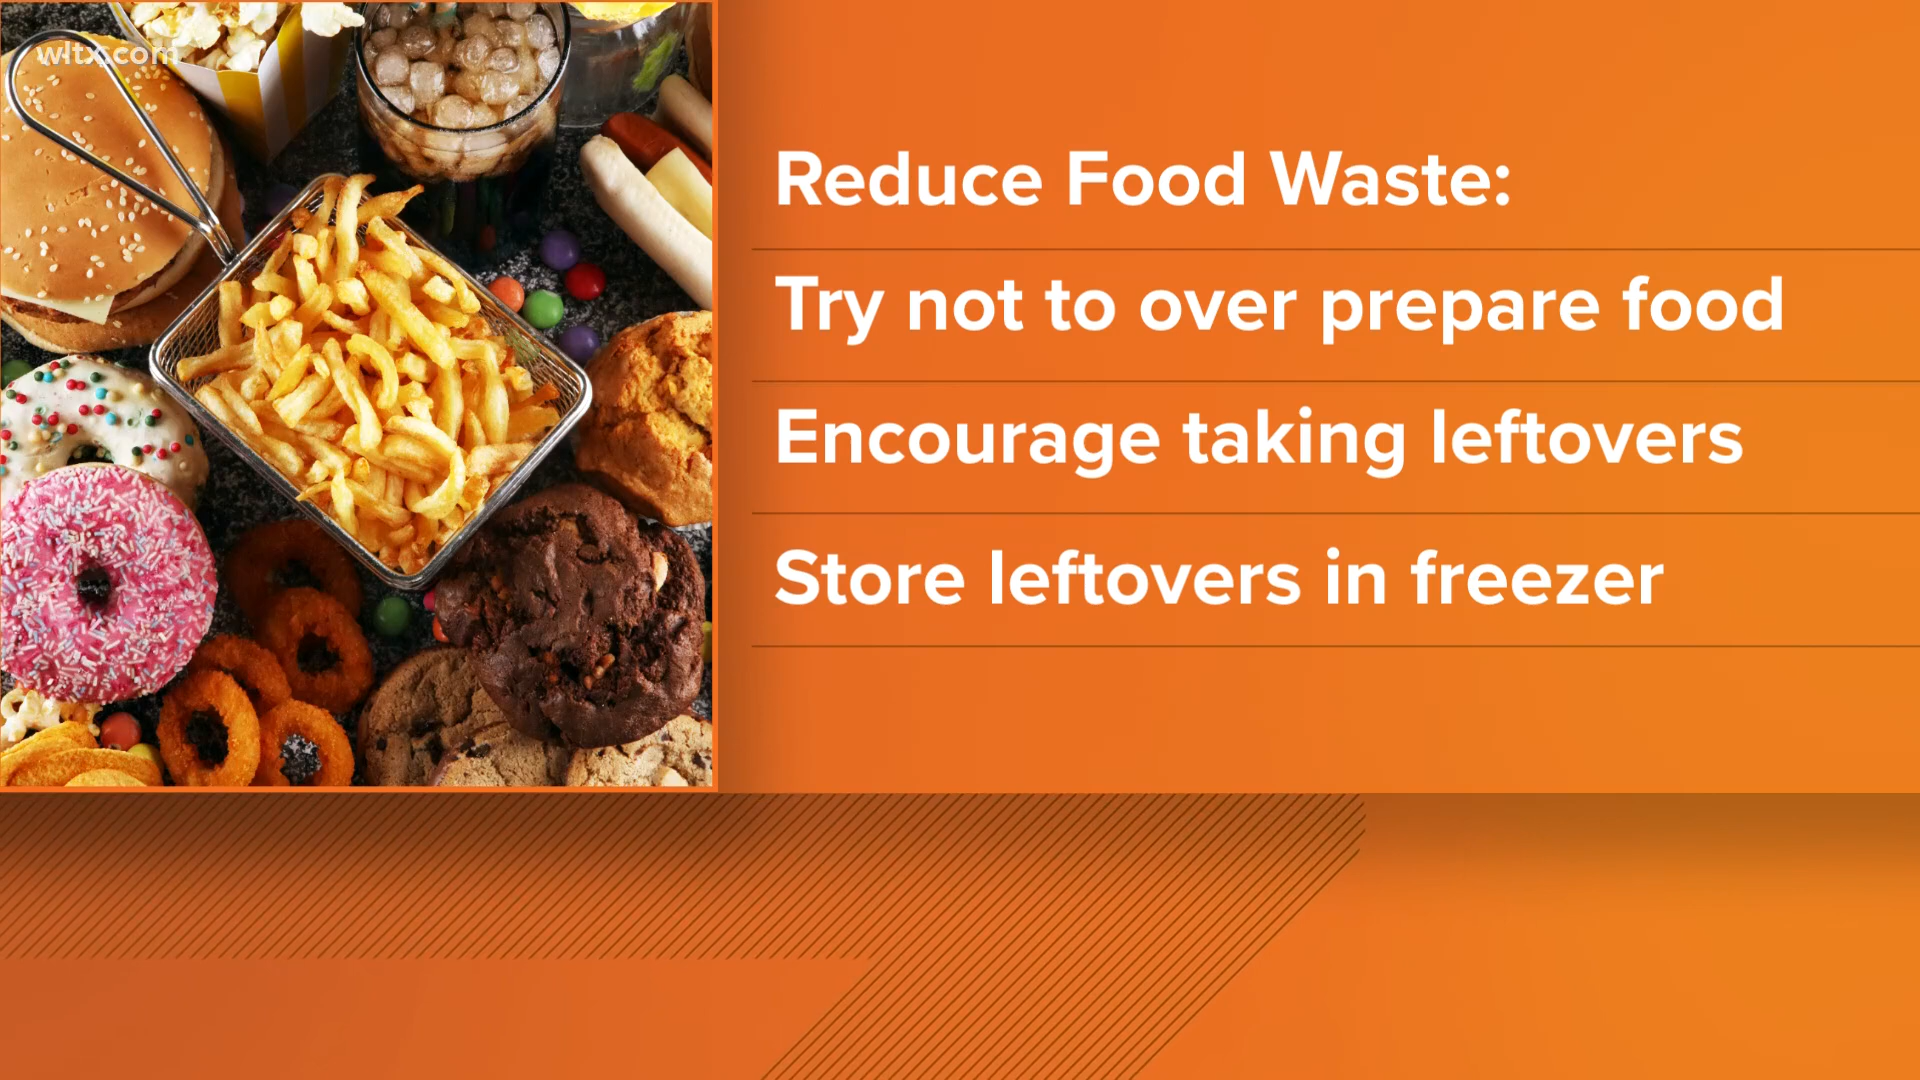 wltx.com
Reduce Food Waste:
Try not to over prepare food
Encourage taking leftovers
Store leftovers in freezer